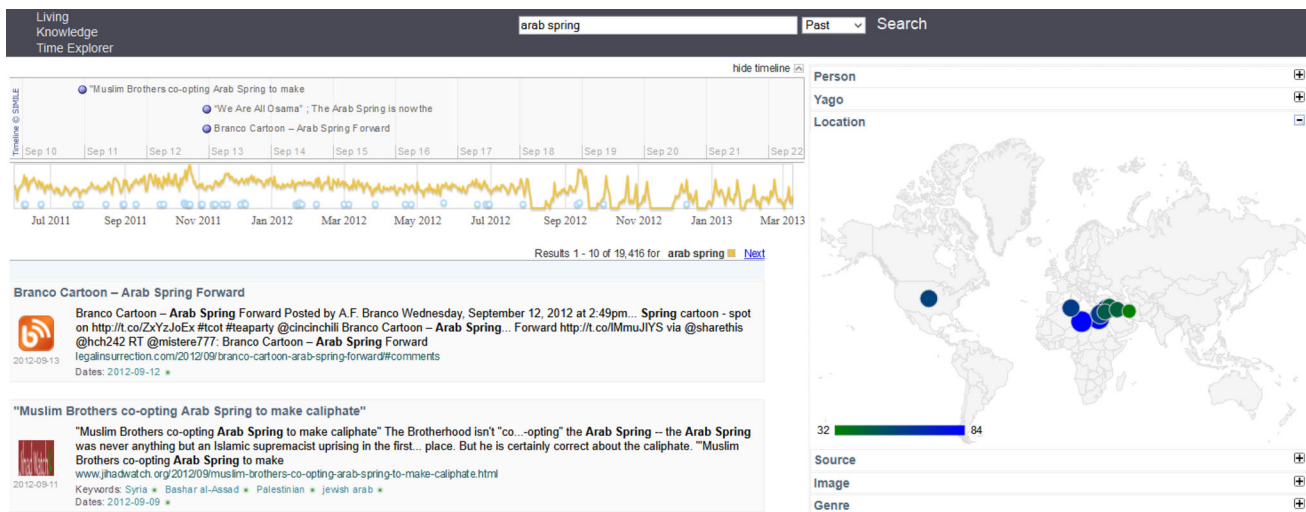 Living
Knowledge
Time Explorer
arab spring
Past
Search
hide timeline
Timeline © SIMILE
"Muslim Brothers co-opting Arab Spring to make
"We Are All Osama" ; The Arab Spring is now the
Branco Cartoon – Arab Spring Forward
Sep 10 Sep 11 Sep 12 Sep 13 Sep 14 Sep 15 Sep 16 Sep 17 Sep 18 Sep 19 Sep 20 Sep 21 Sep 22
Jul 2011 Sep 2011 Nov 2011 Jan 2012 Mar 2012 May 2012 Jul 2012 Sep 2012 Nov 2012 Jan 2013 Mar 2013
Results 1 - 10 of 19,416 for arab spring Next
Branco Cartoon – Arab Spring Forward
Branco Cartoon – Arab Spring Forward Posted by A.F. Branco Wednesday, September 12, 2012 at 2:49pm... Spring cartoon - spot
on http://t.co/ZxYzJoEx #tcot #teaparty @cincinchili Branco Cartoon – Arab Spring... Forward http://t.co/lMmuJIYS via @sharethis
@hch242 RT @mistere777: Branco Cartoon – Arab Spring Forward
legalinsurrection.com/2012/09/branco-cartoon-arab-spring-forward/#comments
2012-09-13
Dates: 2012-09-12
"Muslim Brothers co-opting Arab Spring to make caliphate"
"Muslim Brothers co-opting Arab Spring to make caliphate" The Brotherhood isn't "co...-opting" the Arab Spring -- the Arab Spring
was never anything but an Islamic supremacist uprising in the first... place. But he is certainly correct about the caliphate. "'Muslim
Brothers co-opting Arab Spring to make
www.jihadwatch.org/2012/09/muslim-brothers-co-opting-arab-spring-to-make-caliphate.html
Jihad Watch
2012-09-11
Keywords: Syria Bashar al-Assad Palestinian jewish arab
Dates: 2012-09-09
Person
Yago
Location
32 84
Source
Image
Genre